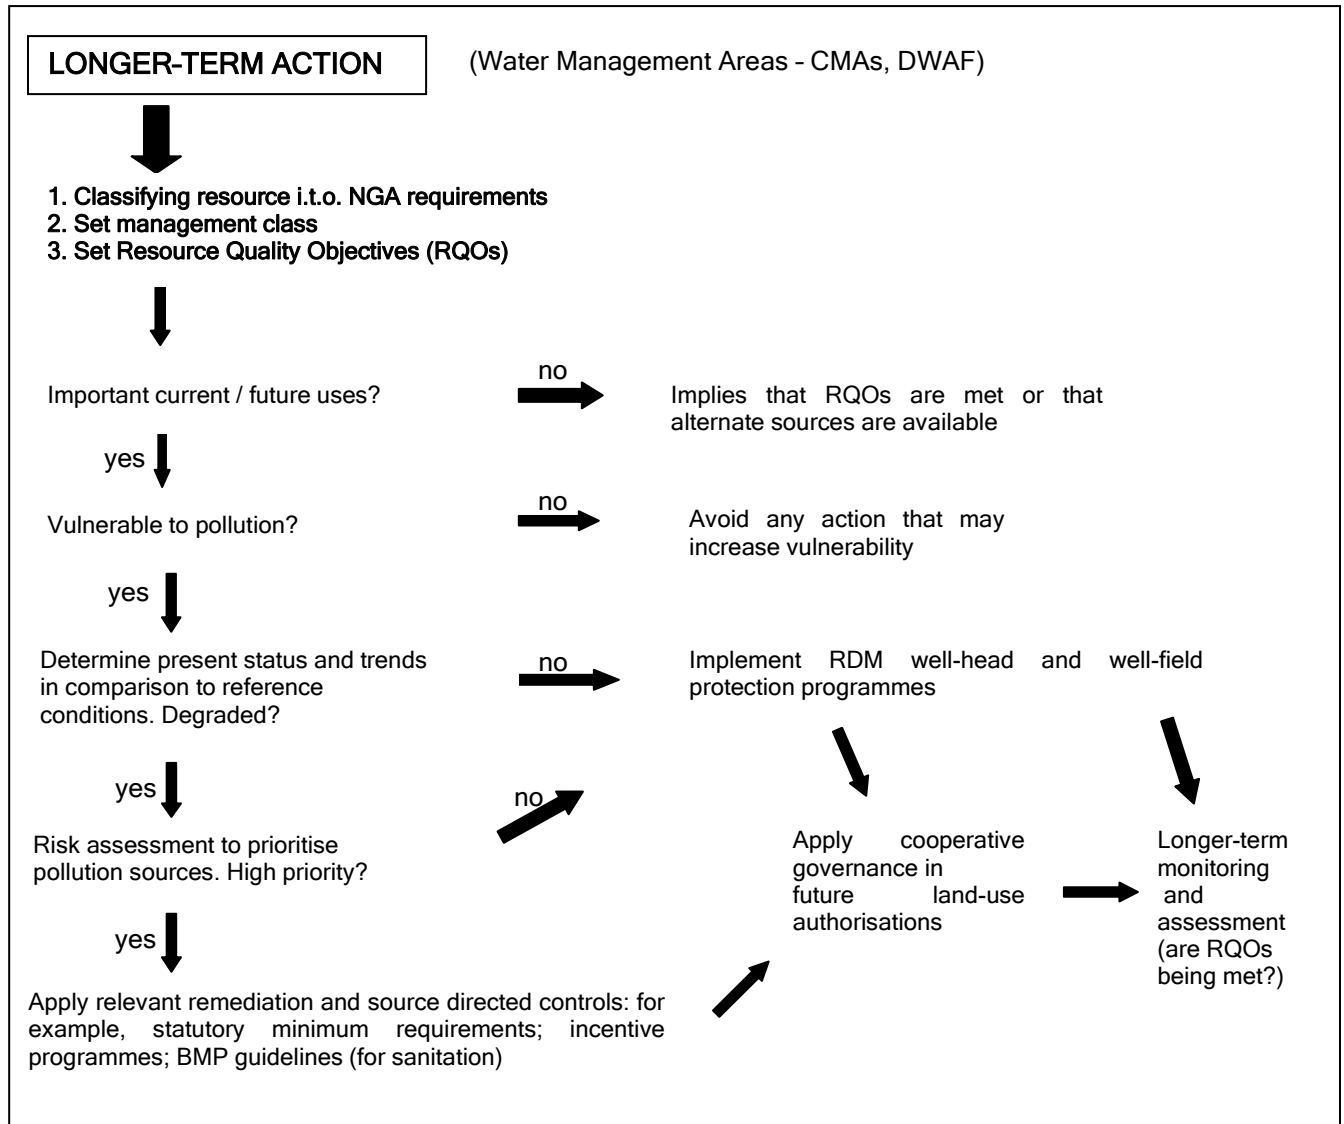 LONGER-TERM ACTION
(Water Management Areas - CMAs, DWAF)
1. Classifying resource i.t.o. NGA requirements
2. Set management class
3. Set Resource Quality Objectives (RQOs)
Important current / future uses?
no
Implies that RQOs are met or that
alternate sources are available
yes
Vulnerable to pollution?
no
Avoid any action that may
increase vulnerability
yes
Determine present status and trends
in comparison to reference
conditions. Degraded?
no
Implement RDM well-head and well-field
protection programmes
yes
no
Risk assessment to prioritise
pollution sources. High priority?
Apply cooperative
governance in
future land-use
authorisations
Longer-term
monitoring
and
assessment
(are RQOs
being met?)
yes
Apply relevant remediation and source directed controls: for
example, statutory minimum requirements; incentive
programmes; BMP guidelines (for sanitation)